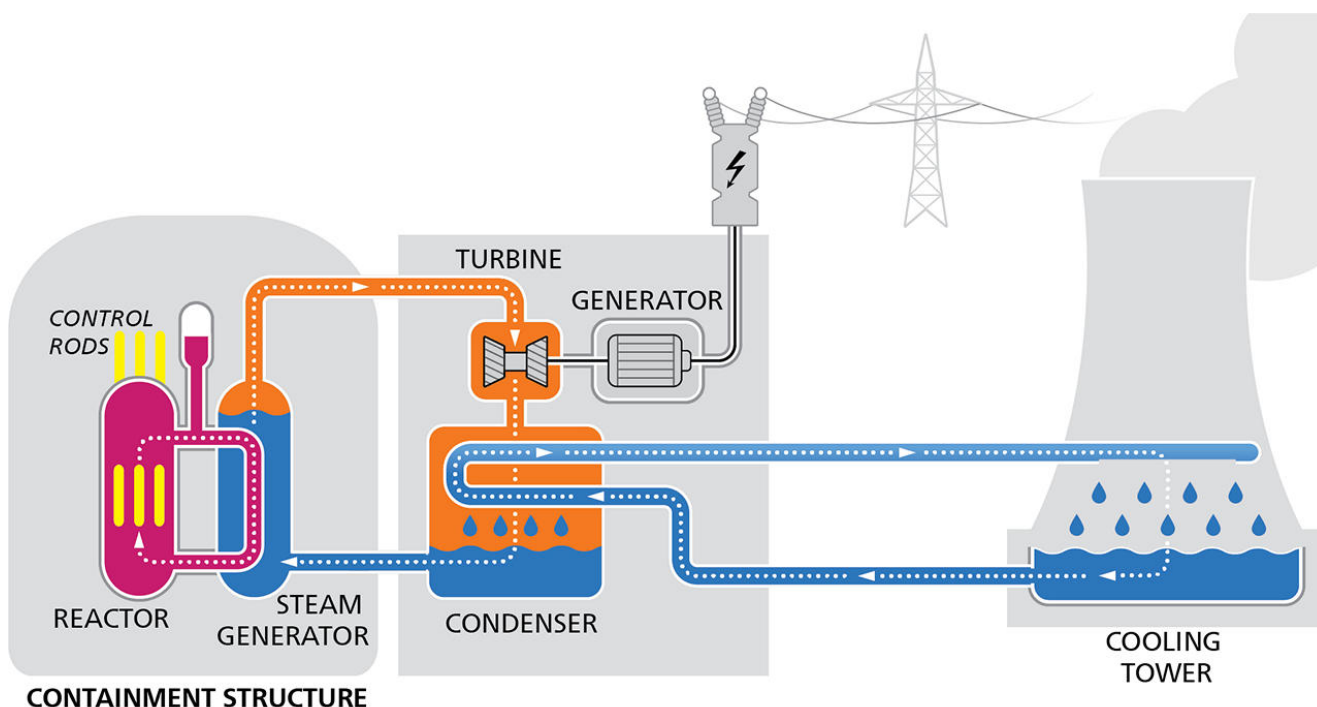 TURBINE
GENERATOR
CONTROL
RODS
REACTOR
STEAM
GENERATOR
CONDENSER
COOLING
TOWER
CONTAINMENT STRUCTURE